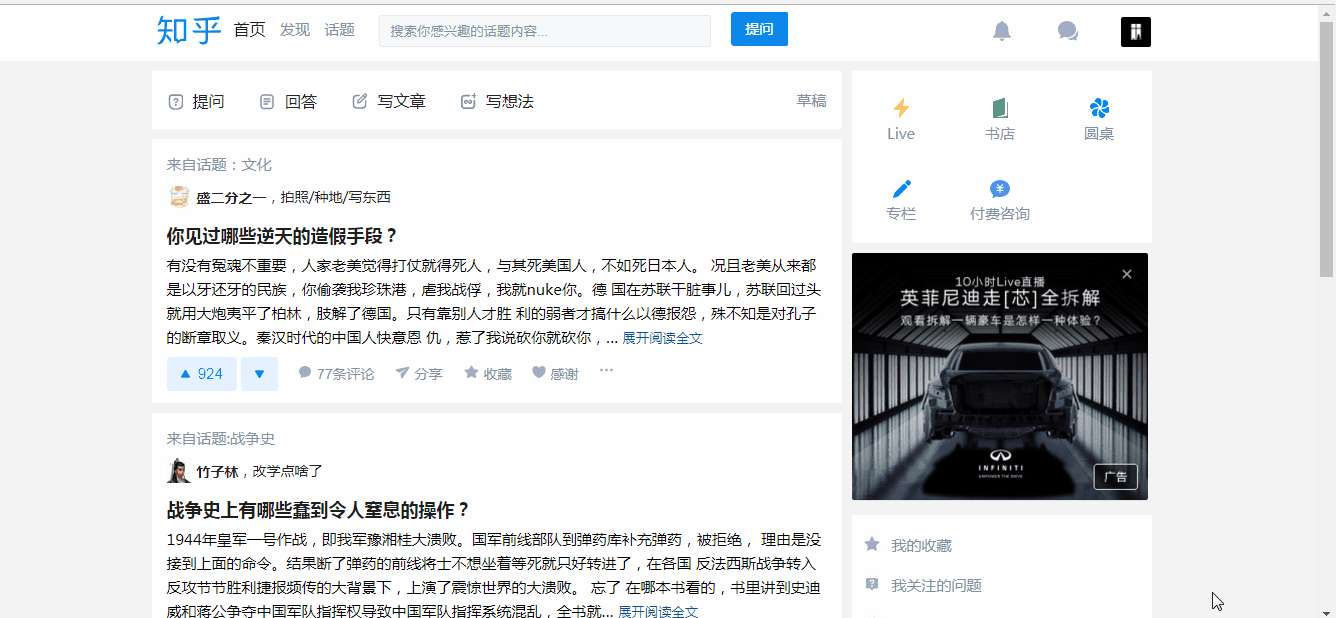 知乎 首页 发现 话题 搜索你感兴趣的话题内容... 提问
提问 回答 写文章 写想法 草稿
来自话题：文化
盛二分之一，拍照/种地/写东西
你见过哪些逆天的造假手段？
有没有冤魂不重要，人家老美觉得打仗就得死人，与其死美国人，不如死日本人。 况且老美从来都
是以牙还牙的民族，你偷袭我珍珠港，虐我战俘，我就nuke你。德 国在苏联干脏事儿，苏联回过头
就用大炮夷平了柏林，肢解了德国。只有靠别人才胜 利的弱者才搞什么以德报怨，殊不知是对孔子
的断章取义。秦汉时代的中国人快意恩 仇，惹了我说砍你就砍你，... 展开阅读全文
924 77条评论 分享 收藏 感谢 ...
来自话题:战争史
竹子林，改学点啥了
战争史上有哪些蠢到令人窒息的操作？
1944年皇军一号作战，即我军豫湘桂大溃败。国军前线部队到弹药库补充弹药，被拒绝， 理由是没
接到上面的命令。结果断了弹药的前线将士不想坐着等死就只好转进了，在各国 反法西斯战争转入
反攻节节胜利捷报频传的大背景下，上演了震惊世界的大溃败。 忘了 在哪本书看的，书里讲到史迪
威和蒋公争夺中国军队指挥权导致中国军队指挥系统混乱，全书就... 展开阅读全文
Live 书店 圆桌
专栏 付费咨询
10小时Live直播
英菲尼迪走[芯]全拆解
观看拆解一辆豪车是怎样一种体验？
INFINITI
EMPOWER THE DRIVE
广告
我的收藏
我关注的问题